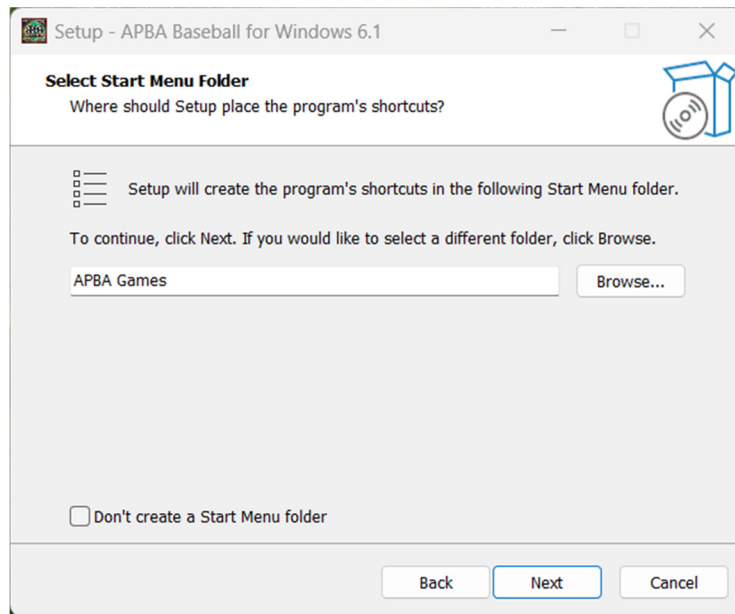 Setup - APBA Baseball for Windows 6.1
Select Start Menu Folder
Where should Setup place the program's shortcuts?
Setup will create the program's shortcuts in the following Start Menu folder.
To continue, click Next. If you would like to select a different folder, click Browse.
APBA Games
Browse...
Don't create a Start Menu folder
Back
Next
Cancel